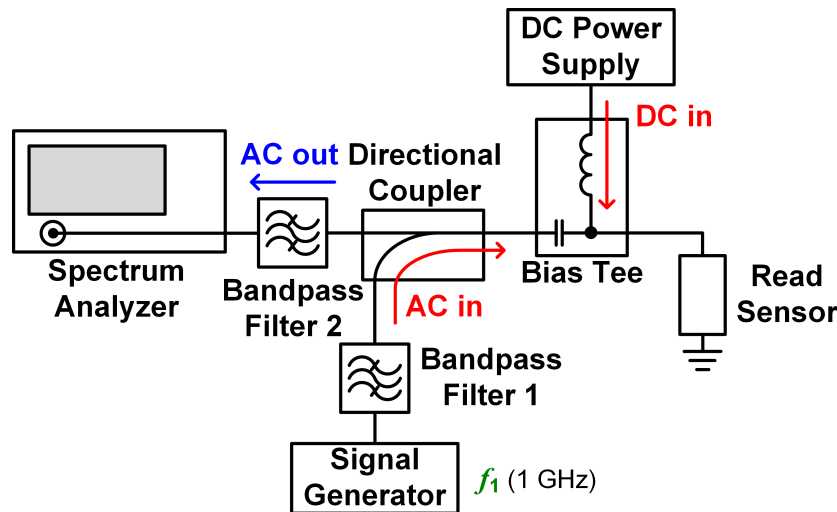 DC Power
Supply
DC in
AC out
Directional
Coupler
Spectrum
Analyzer
Bandpass
Filter 2
AC in
Bias Tee
Read
Sensor
Bandpass
Filter 1
Signal
Generator
f1 (1 GHz)